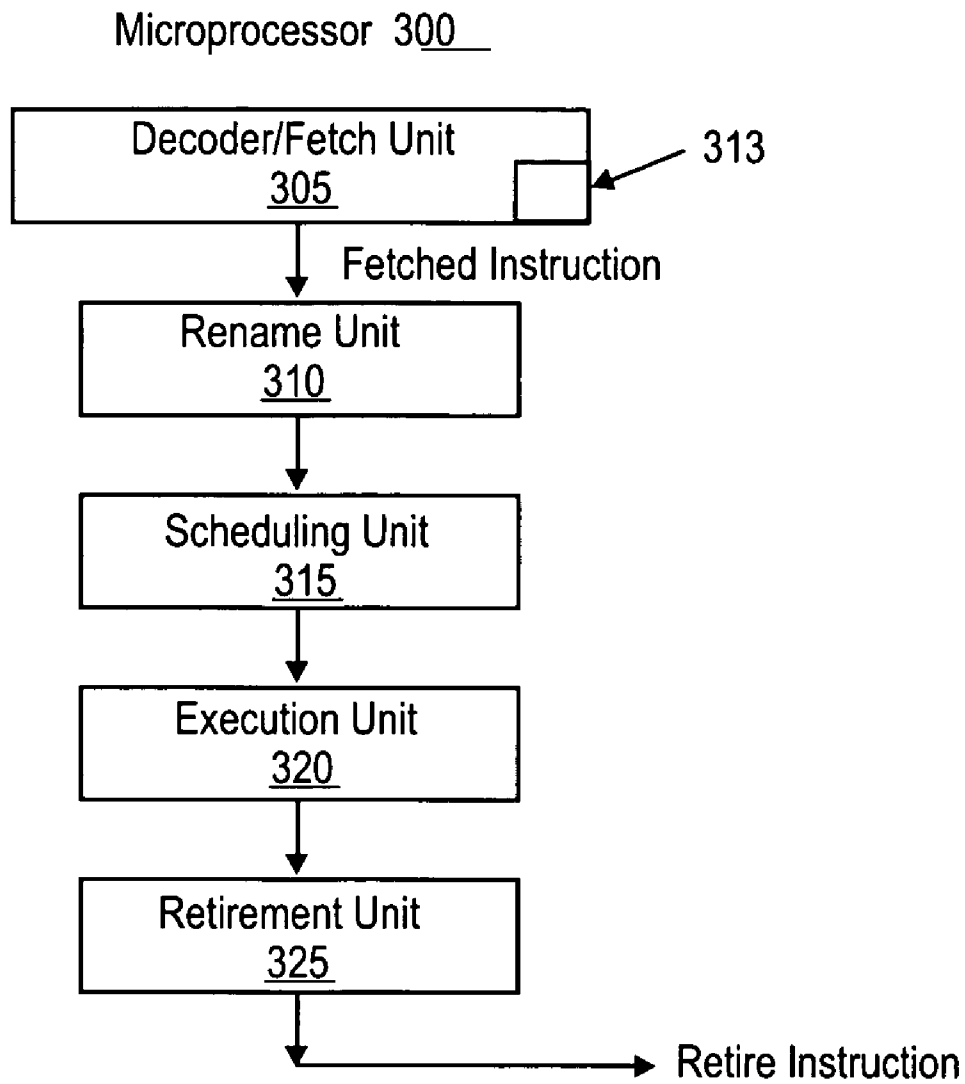 Microprocessor 300
Decoder/Fetch Unit
305
313
Fetched Instruction
Rename Unit
310
Scheduling Unit
315
Execution Unit
320
Retirement Unit
325
Retire Instruction